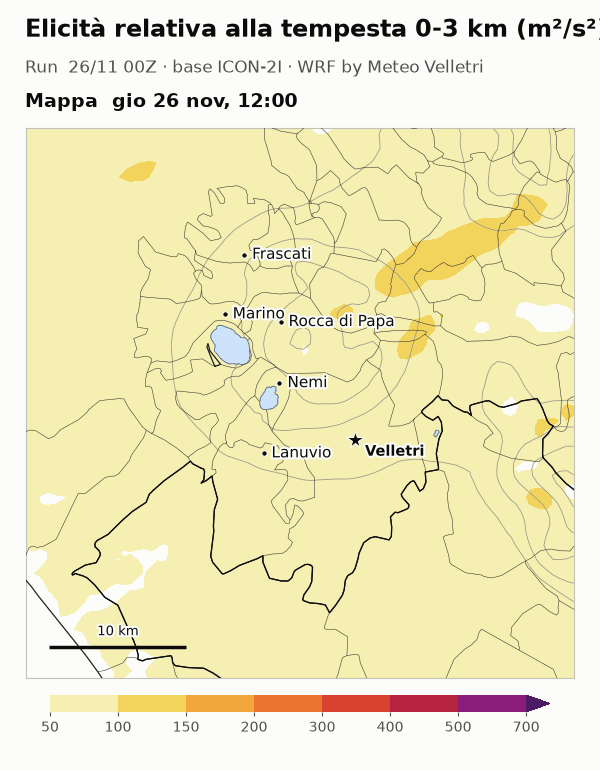 Elicità relativa alla tempesta 0-3 km (m²/s²)
Run 26/11 00Z · base ICON-2I · WRF by Meteo Velletri
Mappa gio 26 nov, 12:00
Frascati
Marino
Rocca di Papa
Nemi
Velletri
Lanuvio
10 km
50 100 150 200 300 400 500 700